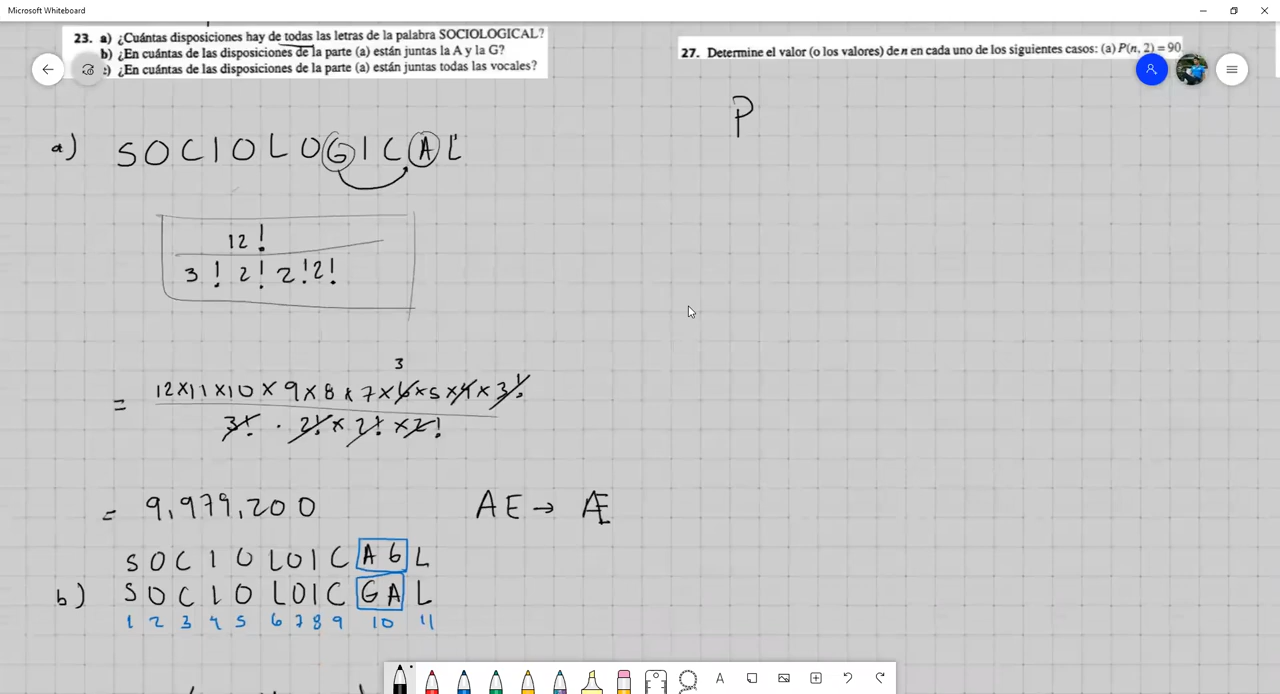 Microsoft Whiteboard
23. a) ¿Cuántas disposiciones hay de todas las letras de la palabra SOCIOLOGICAL?
b) ¿En cuántas de las disposiciones de la parte (a) están juntas la A y la G?
c) ¿En cuántas de las disposiciones de la parte (a) están juntas todas las vocales?
27. Determine el valor (o los valores) de n en cada uno de los siguientes casos: (a) P(n, 2) = 90
P
a) SOCIOLOGICAL
12!
3! 2! 2! 2!
3
= 12×11×10×9×8×7×6×5×4×3!
3! · 2! × 2! × 2!
= 9,979,200
AE → Æ
SOCIOLOIC AG L
b) SOCIOLOIC GA L
1 2 3 4 5 6 7 8 9 10 11
A